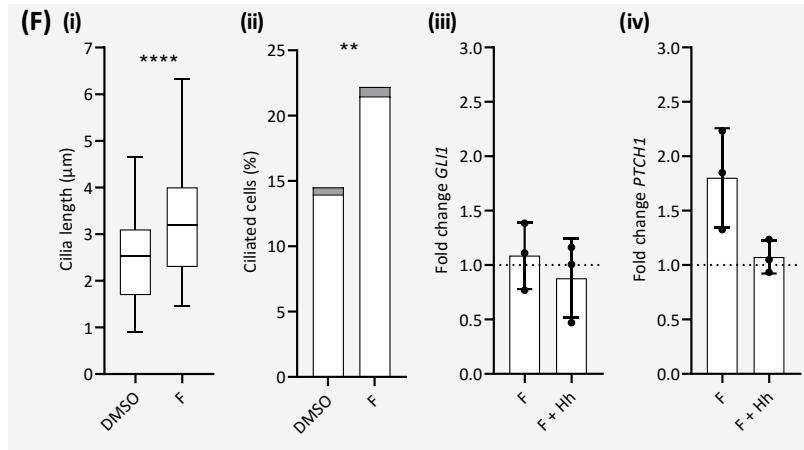 (F) (i) (ii) (iii) (iv)
7
6
5
4
3
2
1
0
Cilia length (µm)
****
DMSO
F
25
20
15
10
5
0
Ciliated cells (%)
**
DMSO
F
3.0
2.5
2.0
1.5
1.0
0.5
0.0
Fold change GLI1
F
F + Hh
3.0
2.5
2.0
1.5
1.0
0.5
0.0
Fold change PTCH1
F
F + Hh